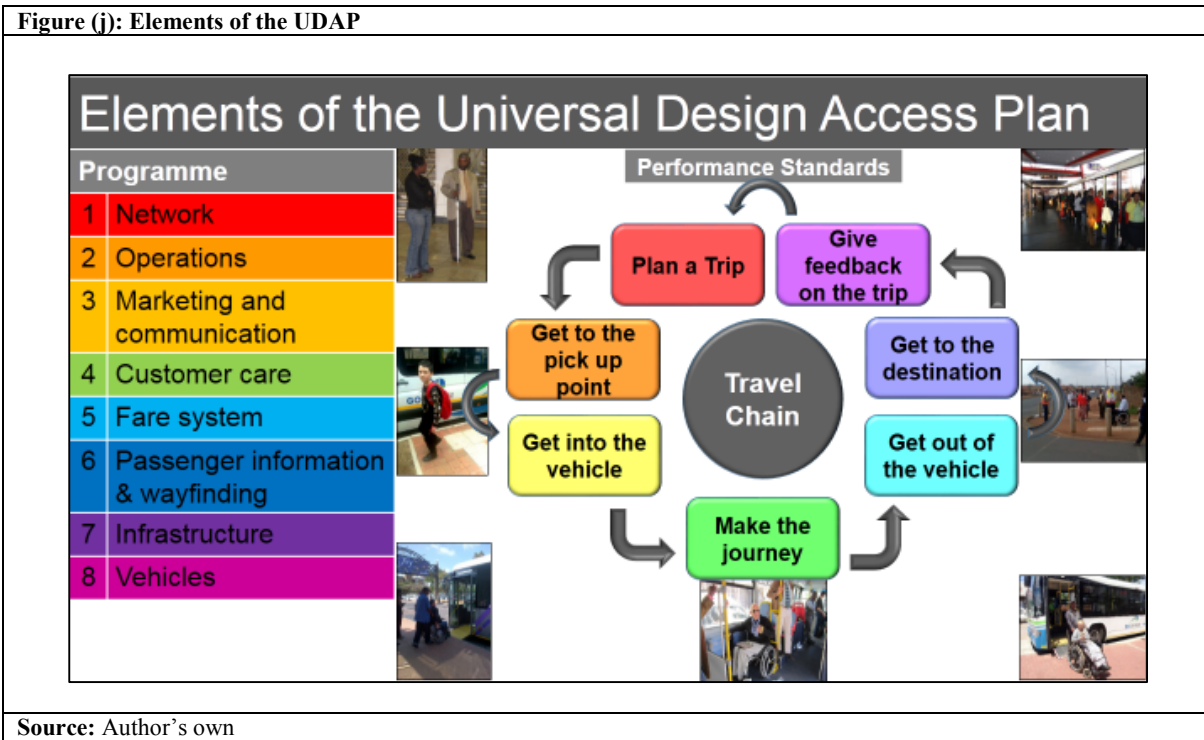 Figure (j): Elements of the UDAP
Elements of the Universal Design Access Plan
Programme
1 Network
2 Operations
3 Marketing and
communication
4 Customer care
5 Fare system
6 Passenger information
& wayfinding
7 Infrastructure
8 Vehicles
Performance Standards
Plan a Trip
Give
feedback
on the trip
Get to the
pick up
point
Get to the
destination
Travel
Chain
Get into the
vehicle
Get out of
the vehicle
Make the
journey
Source: Author's own